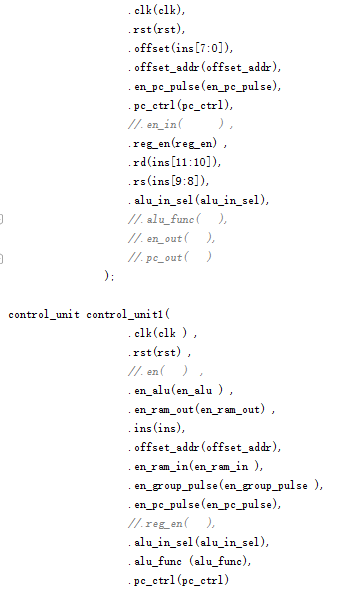 .clk(clk),
.rst(rst),
.offset(ins[7:0]),
.offset_addr(offset_addr),
.en_pc_pulse(en_pc_pulse),
.pc_ctrl(pc_ctrl),
//.en_in(      ) ,
.reg_en(reg_en) ,
.rd(ins[11:10]),
.rs(ins[9:8]),
.alu_in_sel(alu_in_sel),
//.alu_func(   ),
//.en_out(   ),
//.pc_out(   )
);
control_unit control_unit1(
.clk(clk ) ,
.rst(rst) ,
//.en(   ) ,
.en_alu(en_alu ) ,
.en_ram_out(en_ram_out) ,
.ins(ins),
.offset_addr(offset_addr),
.en_ram_in(en_ram_in ),
.en_group_pulse(en_group_pulse ),
.en_pc_pulse(en_pc_pulse),
//.reg_en(   ),
.alu_in_sel(alu_in_sel),
.alu_func (alu_func),
.pc_ctrl(pc_ctrl)